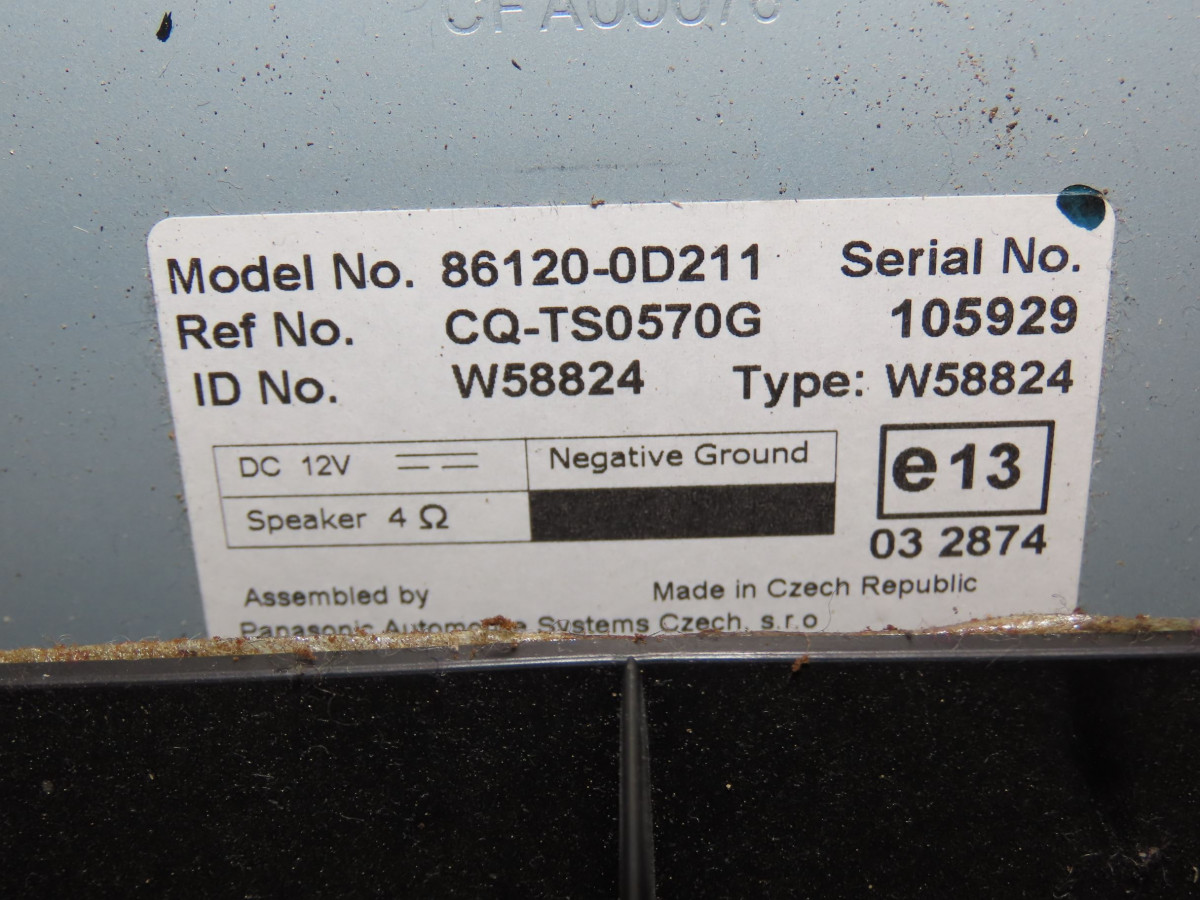 Model No. 86120-0D211 Serial No.
Ref No. CQ-TS0570G 105929
ID No. W58824 Type: W58824
DC 12V Negative Ground
Speaker 4 Ω
e13
03 2874
Assembled by Made in Czech Republic
Panasonic Automotive Systems Czech, s.r.o